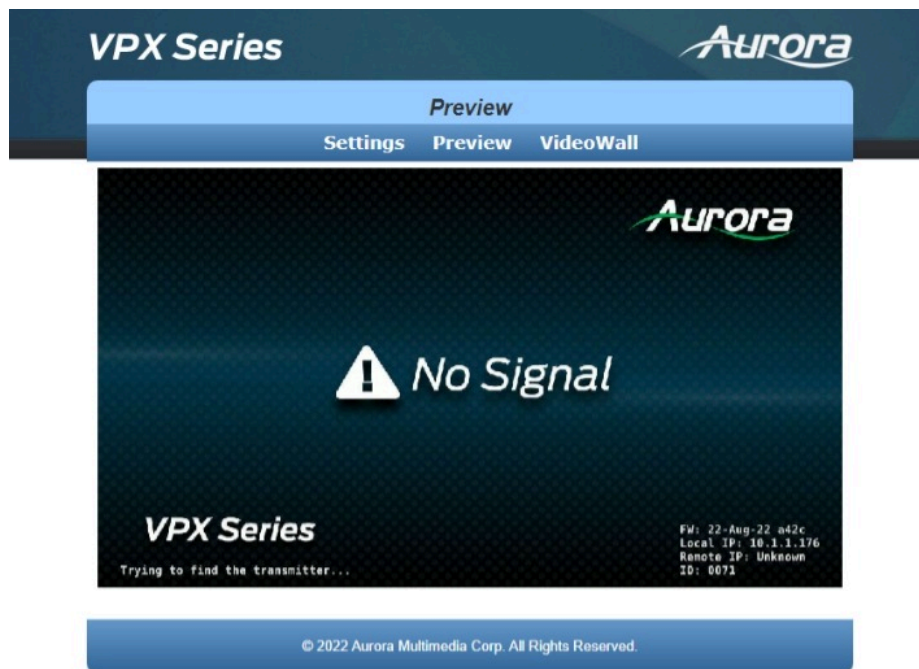 VPX Series
Aurora
Preview
Settings Preview VideoWall
Aurora
No Signal
VPX Series
Trying to find the transmitter...
FW: 22-Aug-22 a42c
Local IP: 10.1.1.176
Remote IP: Unknown
ID: 0071
© 2022 Aurora Multimedia Corp. All Rights Reserved.